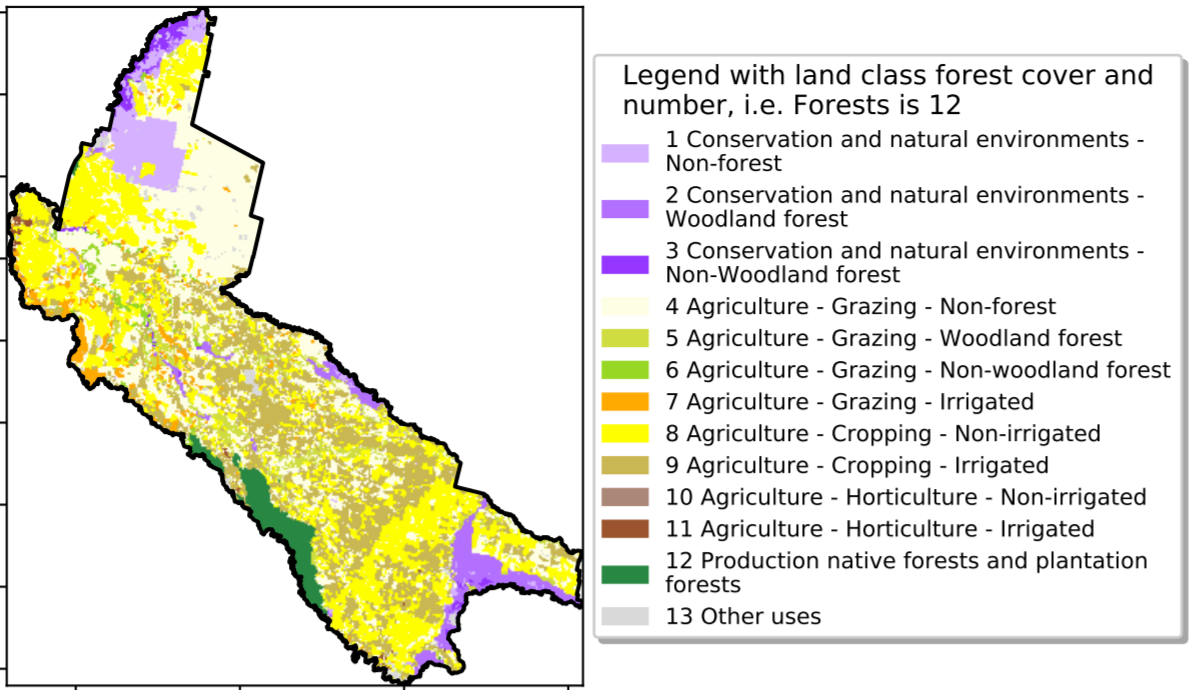 Legend with land class forest cover and
number, i.e. Forests is 12
1 Conservation and natural environments -
Non-forest
2 Conservation and natural environments -
Woodland forest
3 Conservation and natural environments -
Non-Woodland forest
4 Agriculture - Grazing - Non-forest
5 Agriculture - Grazing - Woodland forest
6 Agriculture - Grazing - Non-woodland forest
7 Agriculture - Grazing - Irrigated
8 Agriculture - Cropping - Non-irrigated
9 Agriculture - Cropping - Irrigated
10 Agriculture - Horticulture - Non-irrigated
11 Agriculture - Horticulture - Irrigated
12 Production native forests and plantation
forests
13 Other uses